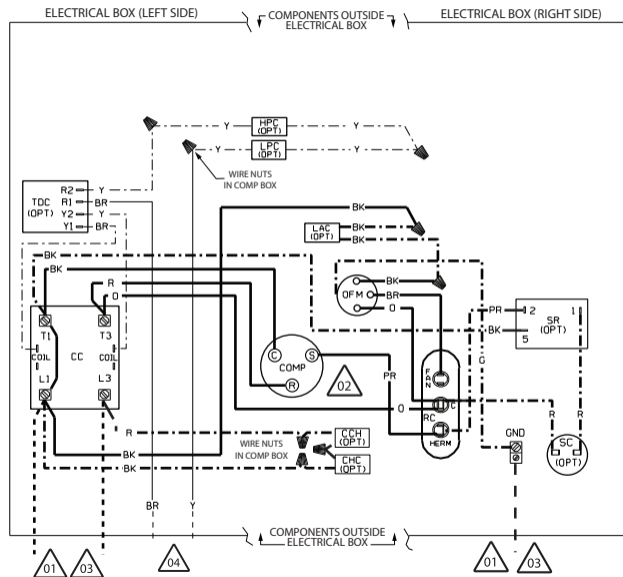 ELECTRICAL BOX (LEFT SIDE)
COMPONENTS OUTSIDE
ELECTRICAL BOX
ELECTRICAL BOX (RIGHT SIDE)
Y
HPC
(OPT)
Y
Y
LPC
(OPT)
Y
WIRE NUTS
IN COMP BOX
TDC
(OPT)
R2
Y
R1
BR
Y2
Y
Y1
BR
BK
LAC
(OPT)
BK
BK
BK
BK
R
O
OFM
BK
BR
O
PR
BK
2
1
SR
(OPT)
5
T1
T3
COIL
CC
COIL
L1
L3
C
S
COMP
R
02
PR
G
FAN
C
RC
HERM
O
R
R
GND
SC
(OPT)
R
BK
BK
WIRE NUTS
IN COMP BOX
CCH
(OPT)
CHC
(OPT)
BR
Y
COMPONENTS OUTSIDE
ELECTRICAL BOX
01
03
04
01
03